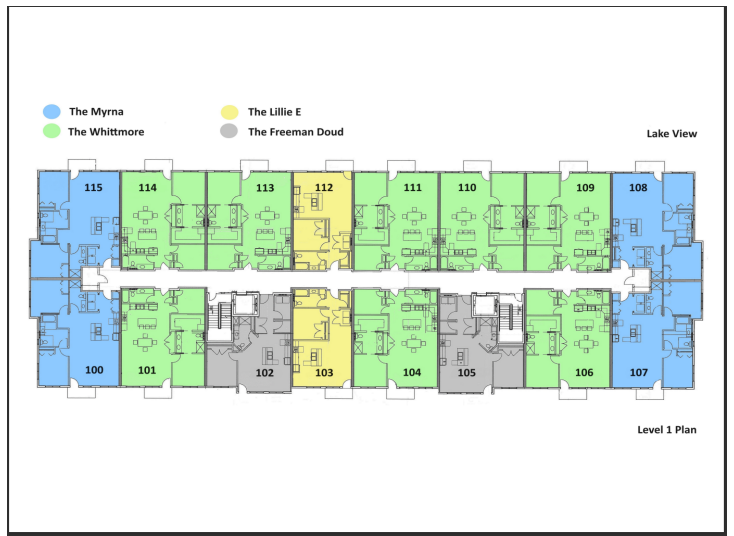 The Myrna
The Lillie E
The Whittmore
The Freeman Doud
Lake View
115 114 113 112 111 110 109 108
100 101 102 103 104 105 106 107
Level 1 Plan